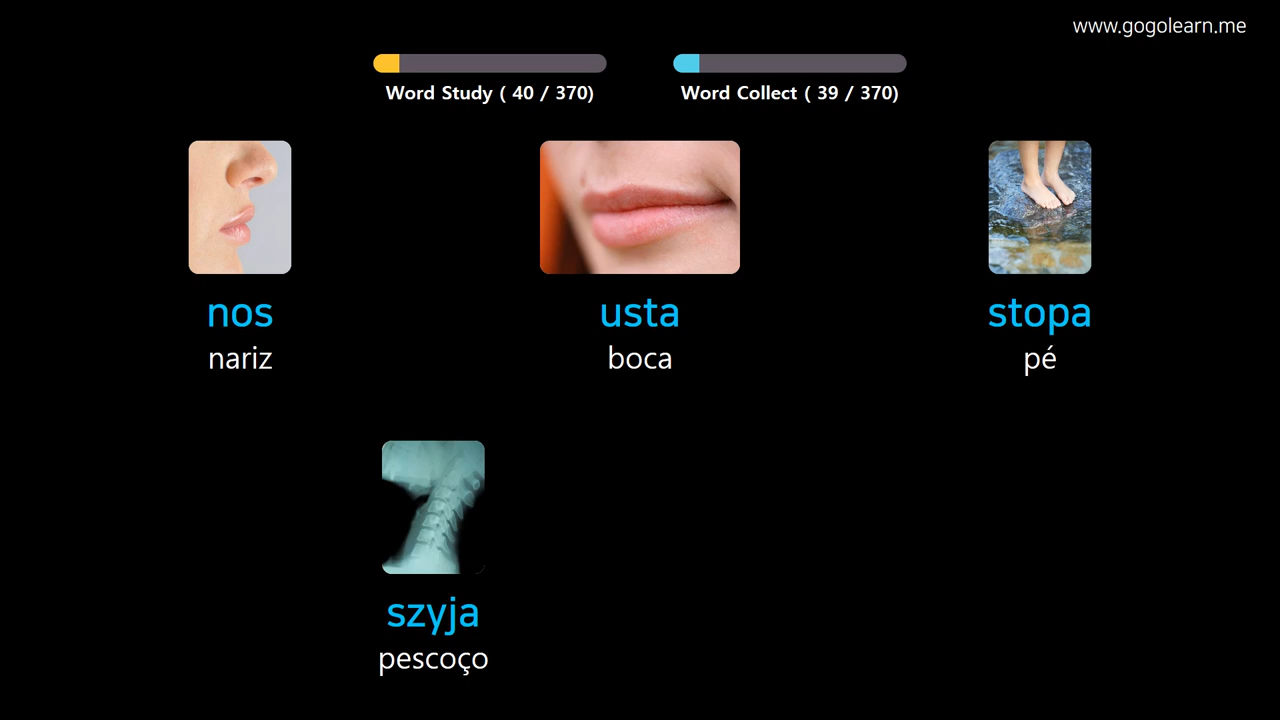 www.gogolearn.me
Word Study ( 40 / 370)
Word Collect ( 39 / 370)
nos
nariz
usta
boca
stopa
pé
szyja
pescoço